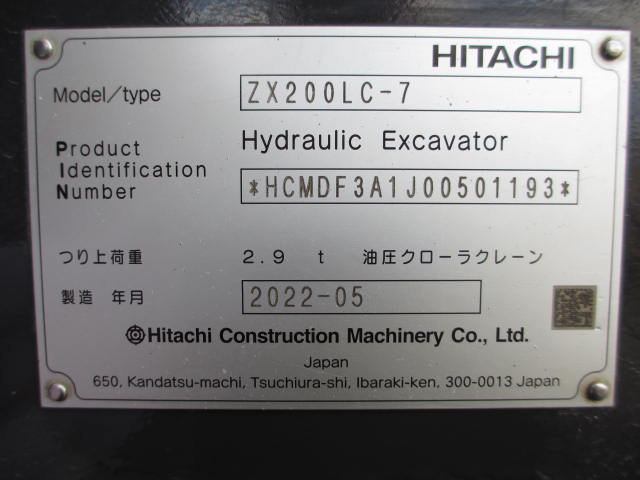 HITACHI
Model/type ZX200LC-7
Product Identification Number Hydraulic Excavator
*HCMDF3A1J00501193*
つり上荷重 2.9 t 油圧クローラクレーン
製造 年月 2022-05
Hitachi Construction Machinery Co., Ltd.
Japan
650, Kandatsu-machi, Tsuchiura-shi, Ibaraki-ken, 300-0013 Japan